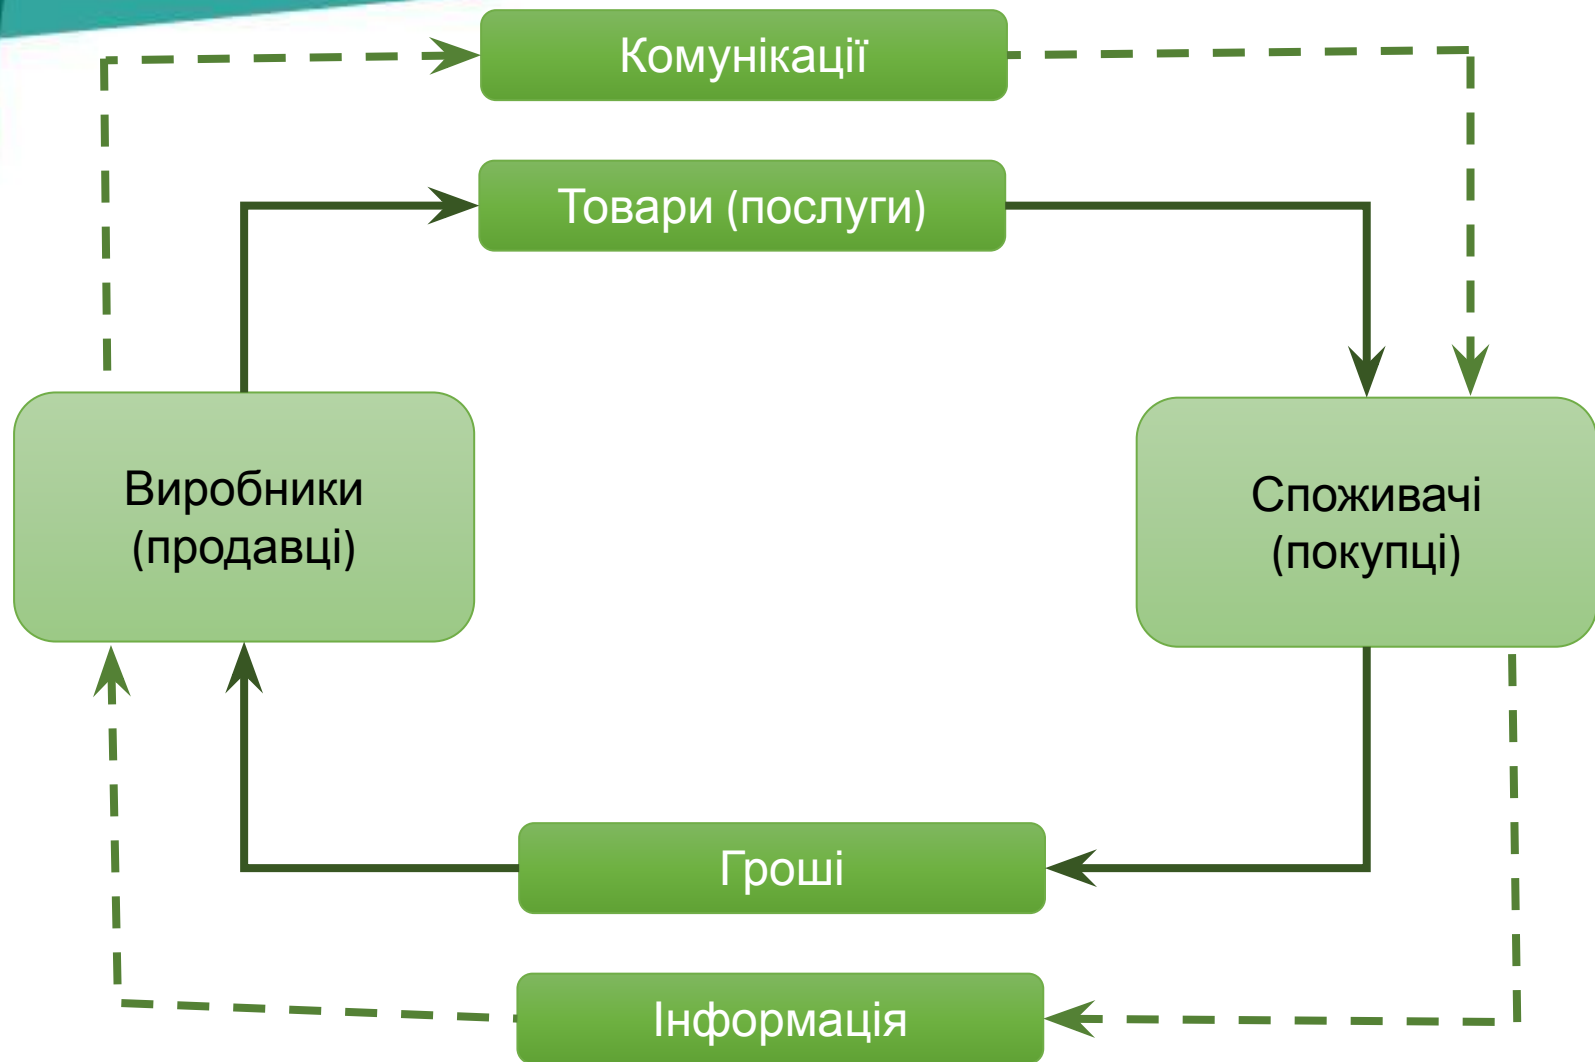 Комунікації
Товари (послуги)
Виробники
(продавці)
Споживачі
(покупці)
Гроші
Інформація